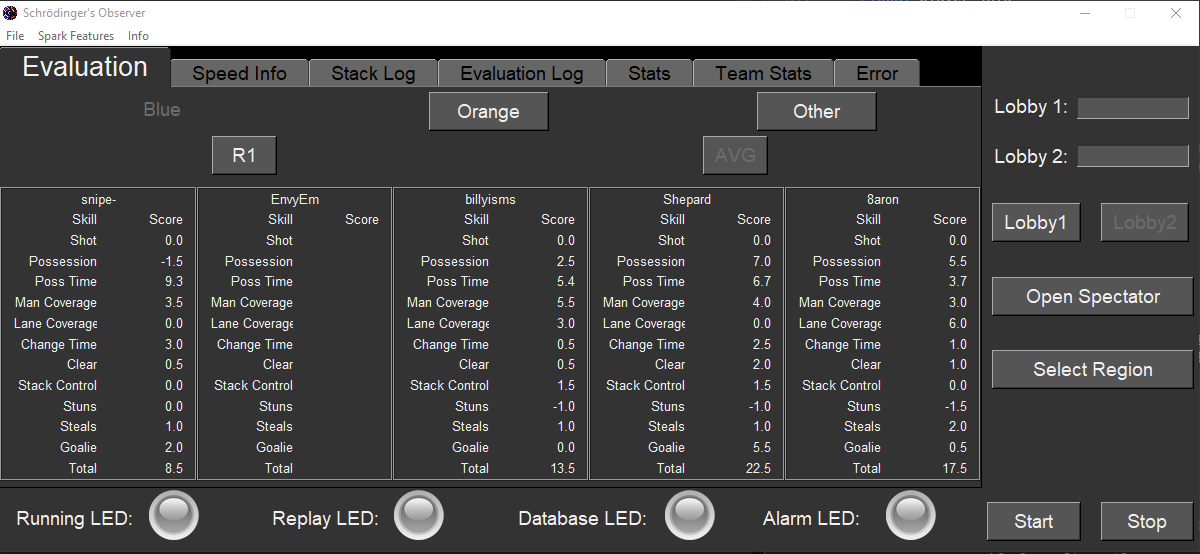 Schrödinger's Observer
File Spark Features Info
Evaluation Speed Info Stack Log Evaluation Log Stats Team Stats Error
Blue Orange Other
R1 AVG
snipe- EnvyEm billyisms Shepard 8aron
Skill Score Skill Score Skill Score Skill Score Skill Score
Shot 0.0 Shot Shot 0.0 Shot 0.0 Shot 0.0
Possession -1.5 Possession Possession 2.5 Possession 7.0 Possession 5.5
Poss Time 9.3 Poss Time Poss Time 5.4 Poss Time 6.7 Poss Time 3.7
Man Coverage 3.5 Man Coverage Man Coverage 5.5 Man Coverage 4.0 Man Coverage 3.0
Lane Coverage 0.0 Lane Coverage Lane Coverage 3.0 Lane Coverage 0.0 Lane Coverage 6.0
Change Time 3.0 Change Time Change Time 0.5 Change Time 2.5 Change Time 1.0
Clear 0.5 Clear Clear 0.5 Clear 2.0 Clear 1.0
Stack Control 0.0 Stack Control Stack Control 1.5 Stack Control 1.5 Stack Control 0.0
Stuns 0.0 Stuns Stuns -1.0 Stuns -1.0 Stuns -1.5
Steals 1.0 Steals Steals 1.0 Steals 1.0 Steals 2.0
Goalie 2.0 Goalie Goalie 0.0 Goalie 5.5 Goalie 0.5
Total 8.5 Total Total 13.5 Total 22.5 Total 17.5
Lobby 1:
Lobby 2:
Lobby1 Lobby2
Open Spectator
Select Region
Running LED: Replay LED: Database LED: Alarm LED: Start Stop